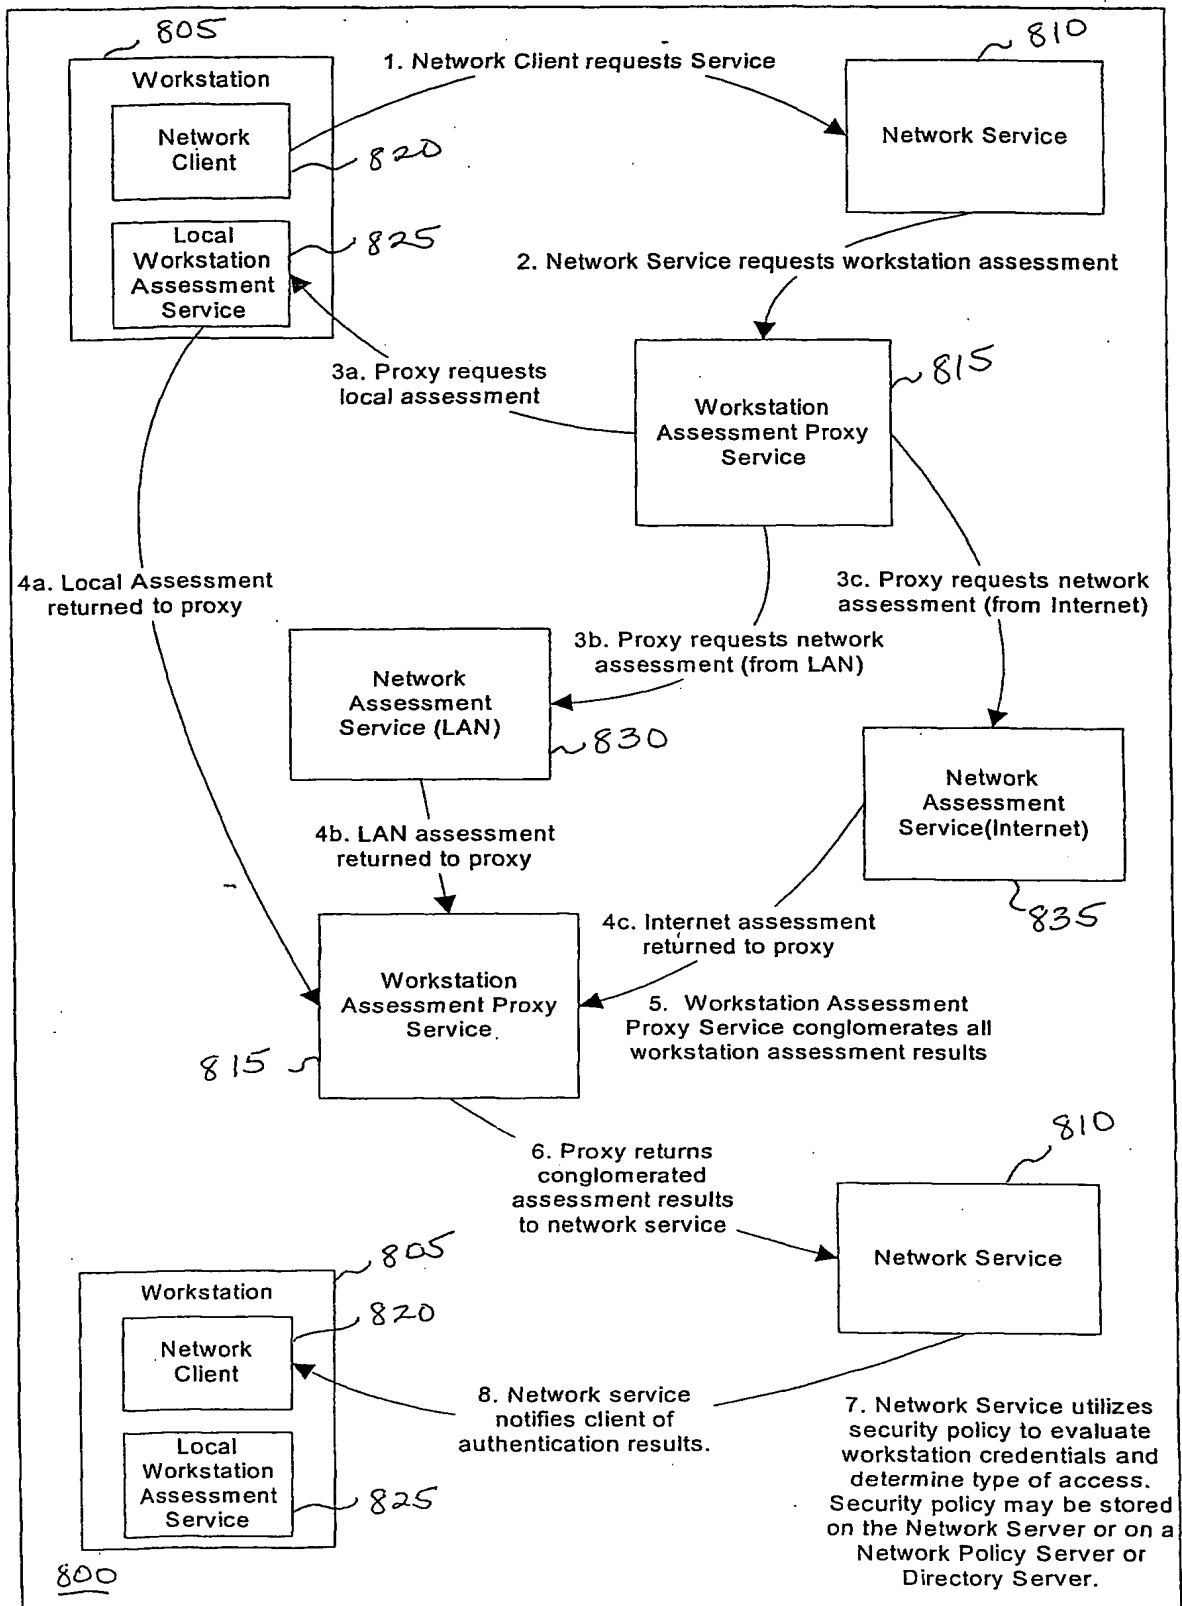 805
810
Workstation
1. Network Client requests Service
Network
Client
820
Network Service
Local
Workstation
Assessment
Service
825
2. Network Service requests workstation assessment
3a. Proxy requests
local assessment
815
Workstation
Assessment Proxy
Service
4a. Local Assessment
returned to proxy
3c. Proxy requests network
assessment (from Internet)
3b. Proxy requests network
assessment (from LAN)
Network
Assessment
Service (LAN)
830
Network
Assessment
Service(Internet)
835
4b. LAN assessment
returned to proxy
4c. Internet assessment
returned to proxy
Workstation
Assessment Proxy
Service
815
5. Workstation Assessment
Proxy Service conglomerates all
workstation assessment results
6. Proxy returns
conglomerated
assessment results
to network service
810
Network Service
805
Workstation
Network
Client
820
Local
Workstation
Assessment
Service
825
8. Network service
notifies client of
authentication results.
7. Network Service utilizes
security policy to evaluate
workstation credentials and
determine type of access.
Security policy may be stored
on the Network Server or on a
Network Policy Server or
Directory Server.
800